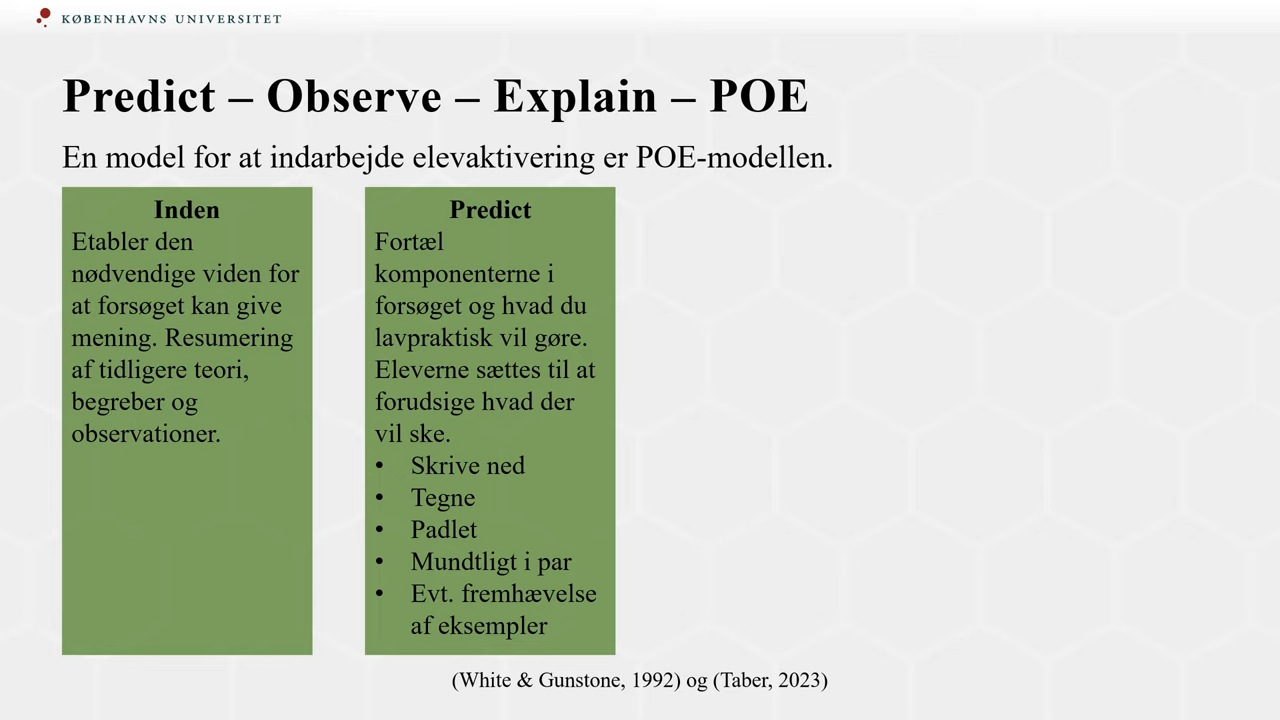 KØBENHAVNS UNIVERSITET
Predict – Observe – Explain – POE
En model for at indarbejde elevaktivering er POE-modellen.
Inden
Etabler den
nødvendige viden for
at forsøget kan give
mening. Resumering
af tidligere teori,
begreber og
observationer.
Predict
Fortæl
komponenterne i
forsøget og hvad du
lavpraktisk vil gøre.
Eleverne sættes til at
forudsige hvad der
vil ske.
• Skrive ned
• Tegne
• Padlet
• Mundtligt i par
• Evt. fremhævelse
af eksempler
(White & Gunstone, 1992) og (Taber, 2023)